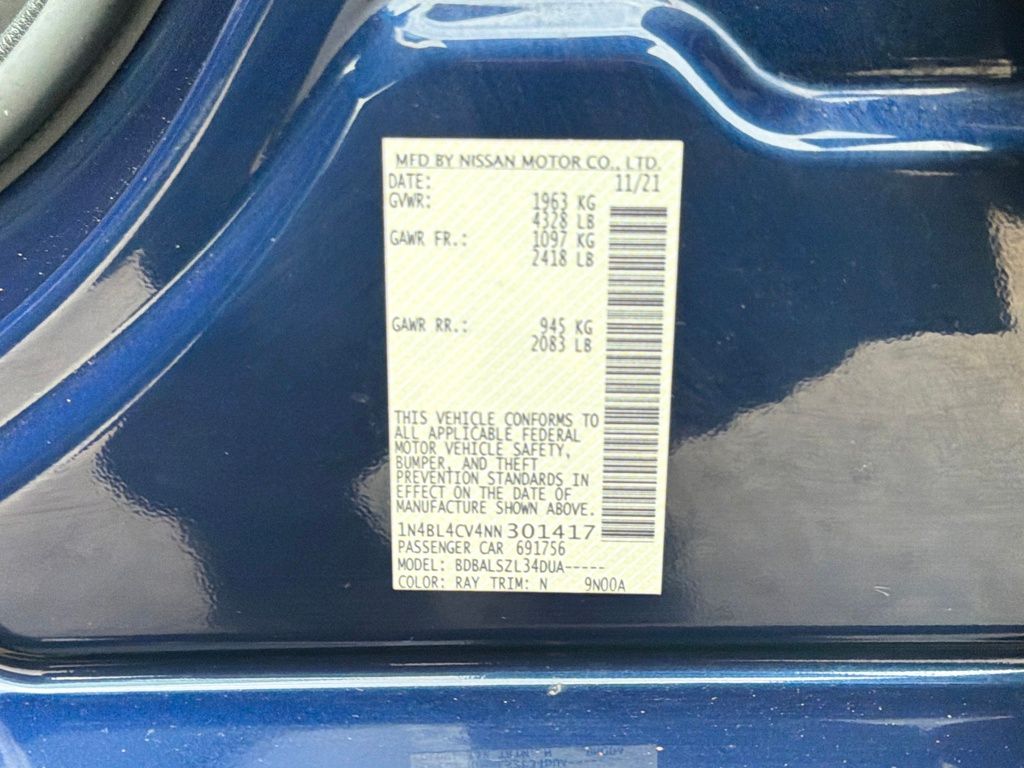 MFD BY NISSAN MOTOR CO., LTD.
DATE: 11/21
GVWR: 1963 KG
4328 LB
GAWR FR.: 1097 KG
2418 LB
GAWR RR.: 945 KG
2083 LB
THIS VEHICLE CONFORMS TO
ALL APPLICABLE FEDERAL
MOTOR VEHICLE SAFETY,
BUMPER, AND THEFT
PREVENTION STANDARDS IN
EFFECT ON THE DATE OF
MANUFACTURE SHOWN ABOVE.
1N4BL4CV4NN301417
PASSENGER CAR 691756
MODEL: BDBALSZL34DUA-----
COLOR: RAY TRIM: N 9N00A